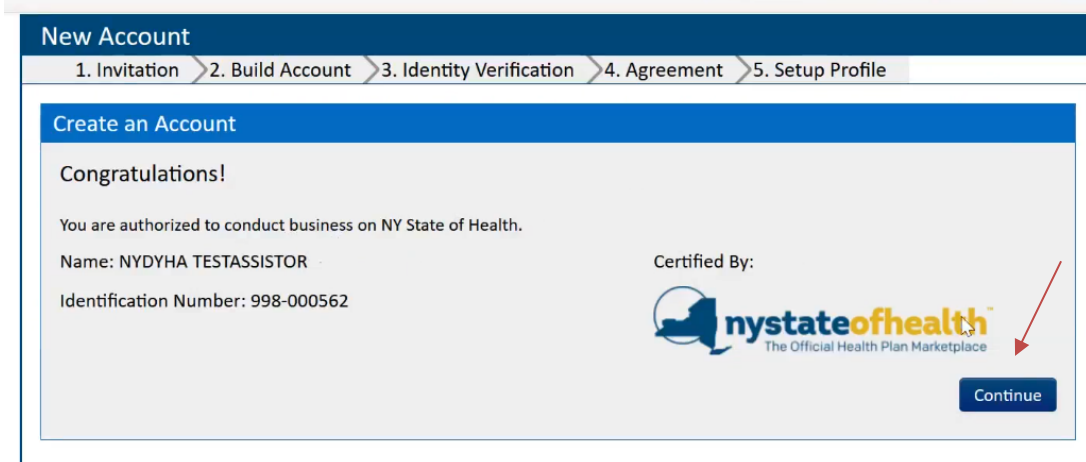 New Account
1. Invitation 2. Build Account 3. Identity Verification 4. Agreement 5. Setup Profile
Create an Account
Congratulations!
You are authorized to conduct business on NY State of Health.
Name: NYDYHA TESTASSISTOR
Certified By:
Identification Number: 998-000562
nystateofhealth™
The Official Health Plan Marketplace
Continue